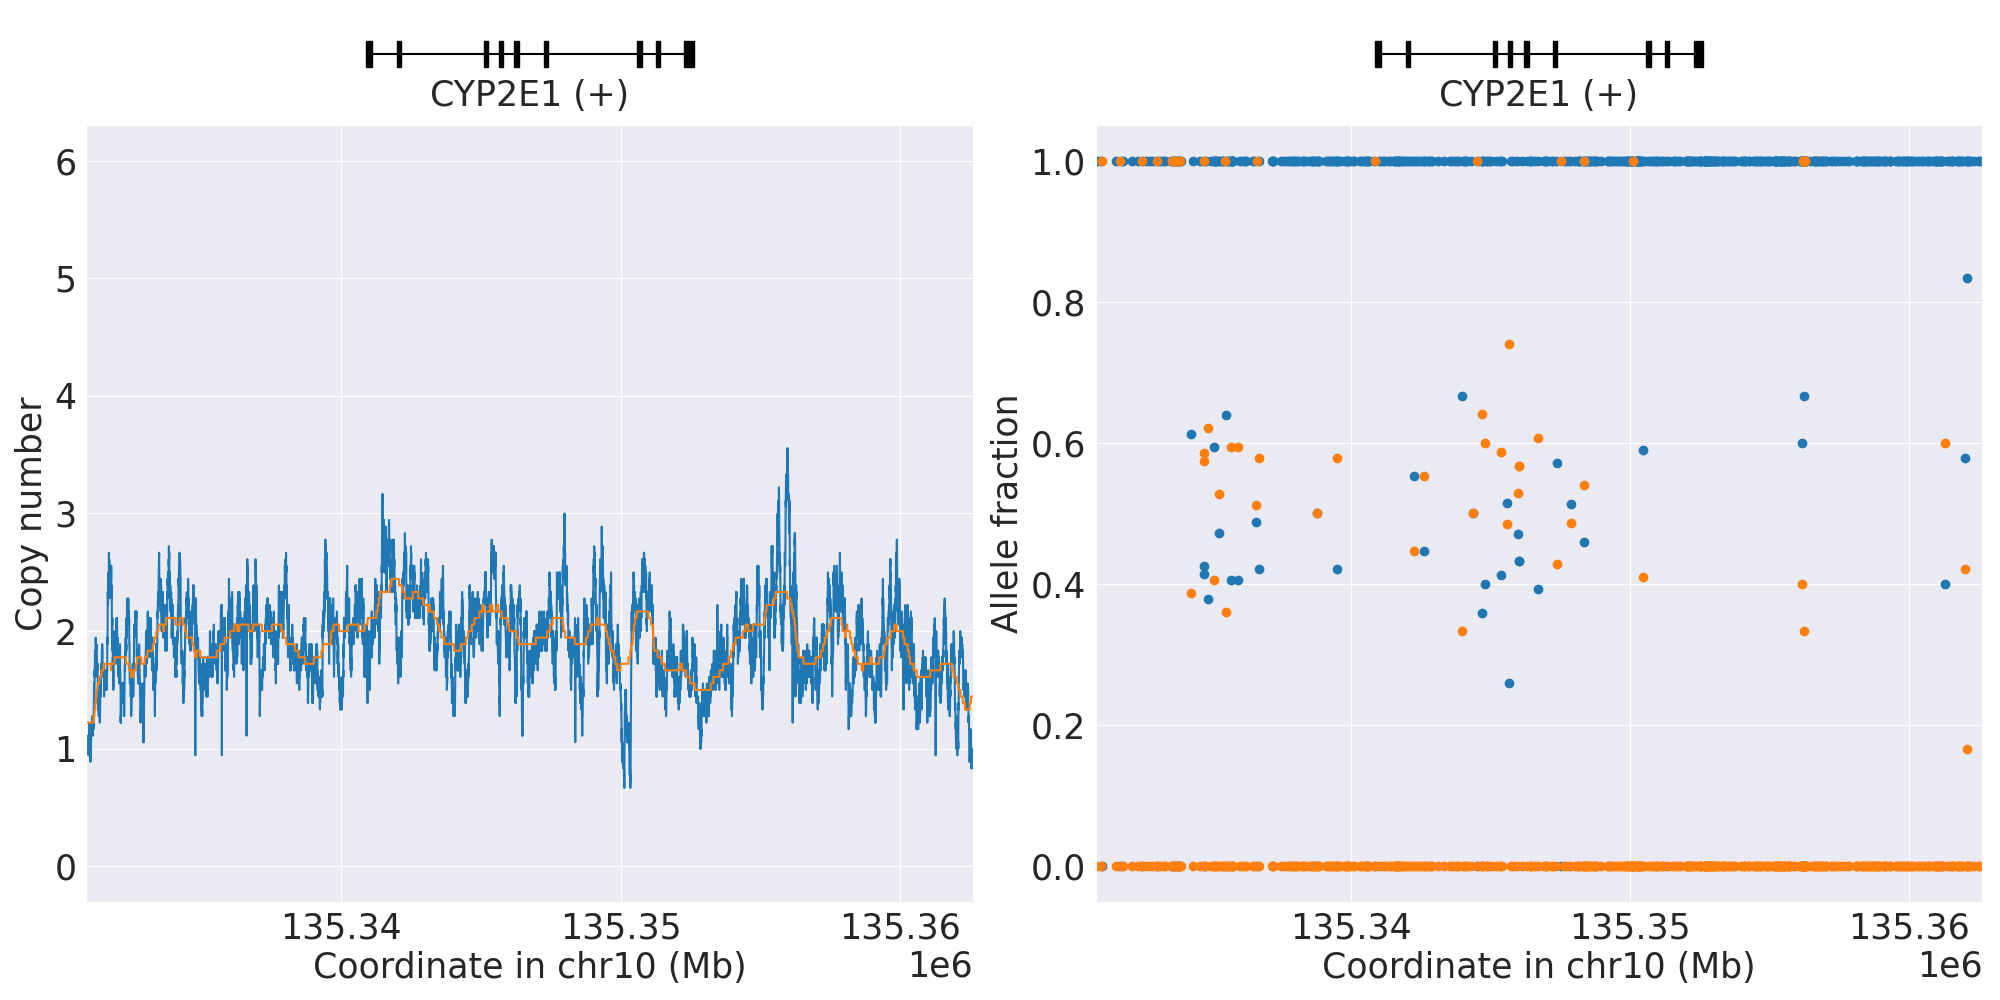 CYP2E1 (+)
6
5
4
3
2
1
0
Copy number
135.34 135.35 135.36
Coordinate in chr10 (Mb)
1e6
CYP2E1 (+)
1.0
0.8
0.6
0.4
0.2
0.0
Allele fraction
135.34 135.35 135.36
Coordinate in chr10 (Mb)
1e6